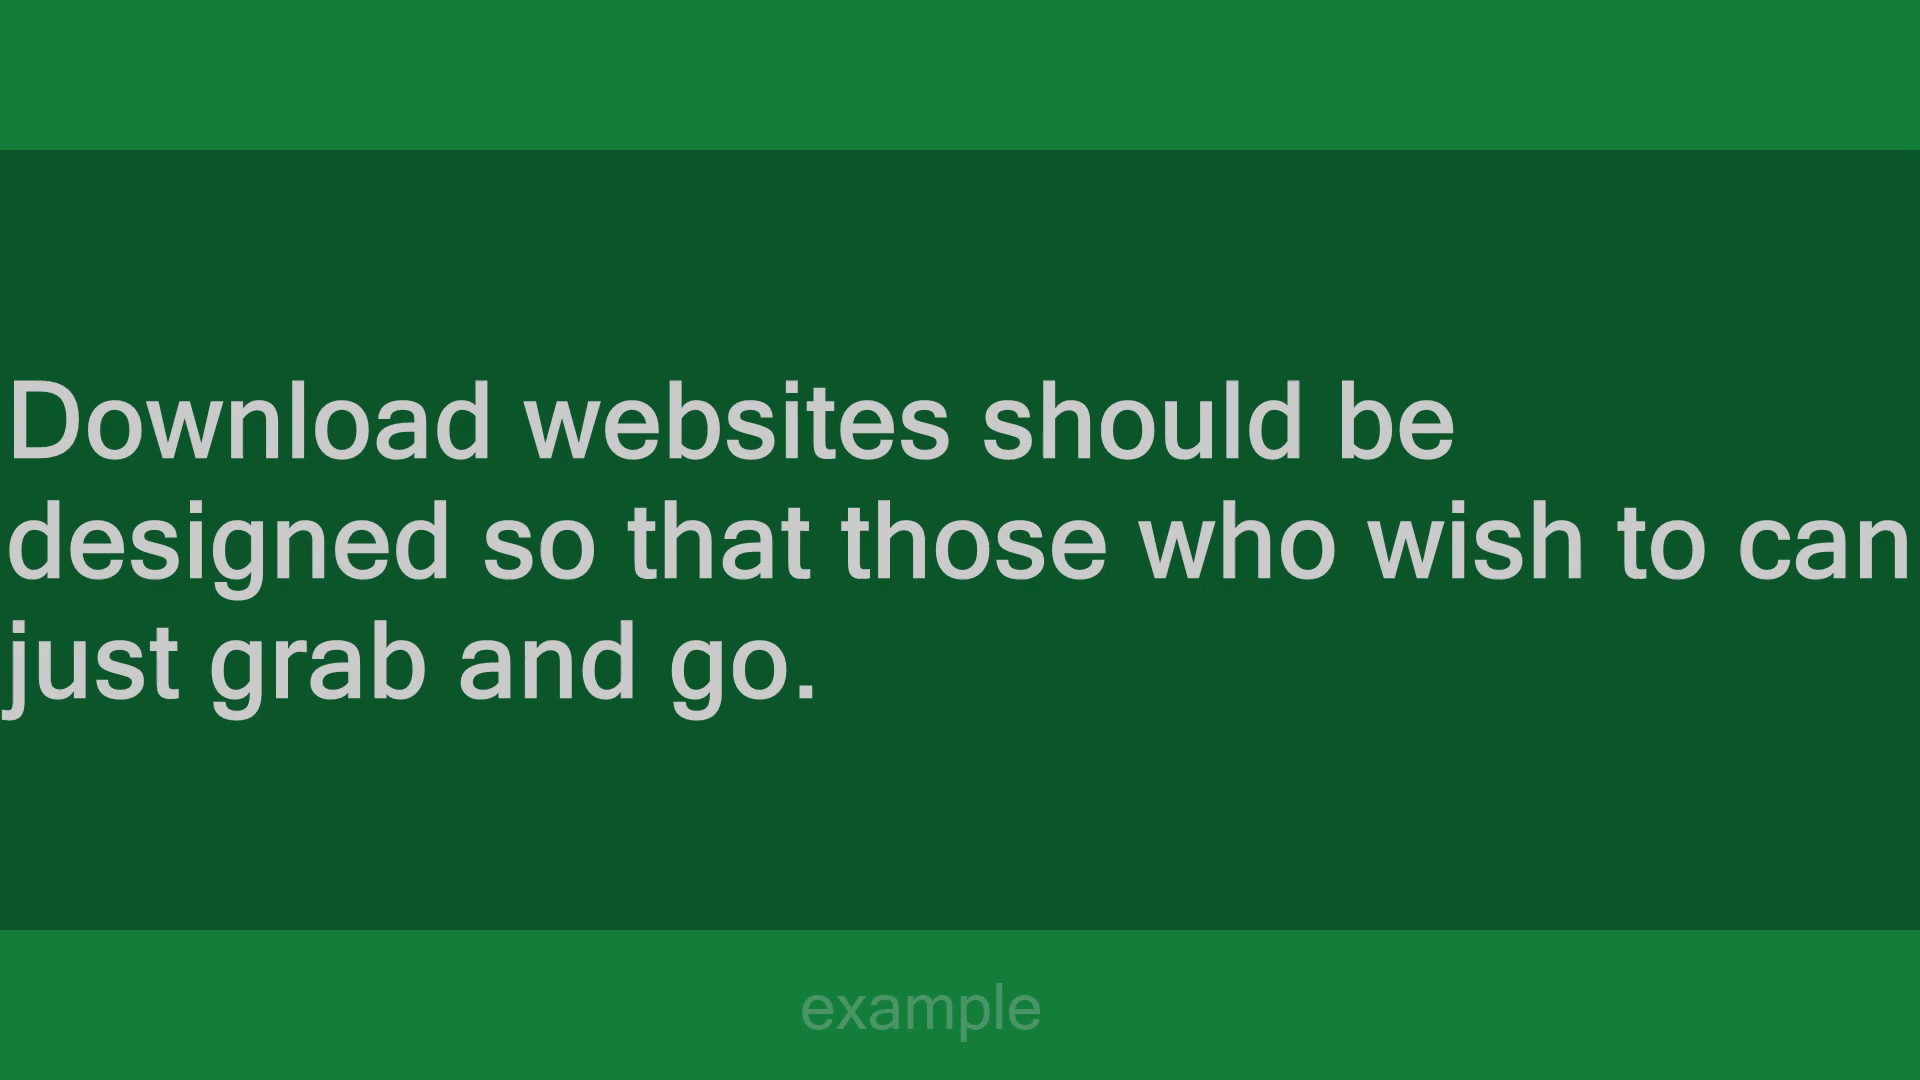 Download websites should be
designed so that those who wish to can
just grab and go.
example